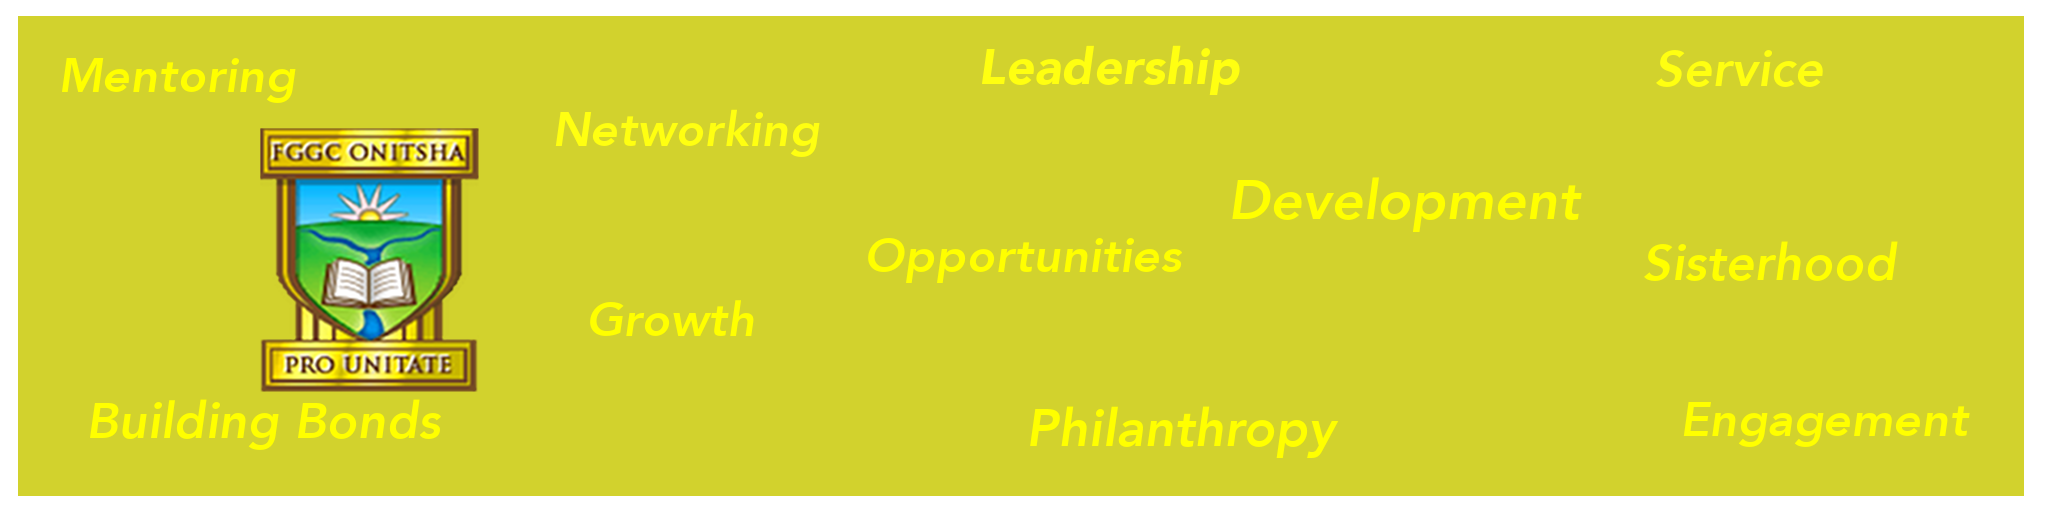 Mentoring
Leadership
Service
Networking
FGGC ONITSHA
Development
Opportunities
Sisterhood
Growth
PRO UNITATE
Building Bonds
Philanthropy
Engagement